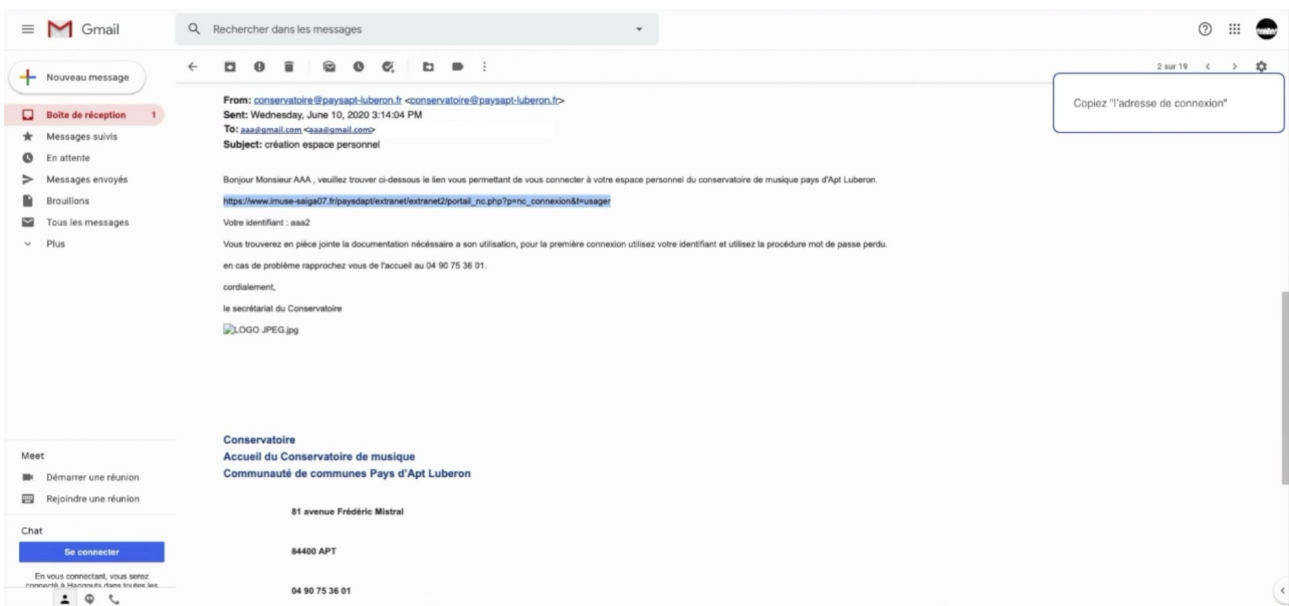 Gmail
Rechercher dans les messages
Nouveau message
2 sur 19
Copiez "l'adresse de connexion"
Boîte de réception 1
Messages suivis
En attente
Messages envoyés
Brouillons
Tous les messages
Plus
From: conservatoire@paysapt-luberon.fr <conservatoire@paysapt-luberon.fr>
Sent: Wednesday, June 10, 2020 3:14:04 PM
To: aaa@gmail.com <aaa@gmail.com>
Subject: création espace personnel
Bonjour Monsieur AAA , veuillez trouver ci-dessous le lien vous permettant de vous connecter à votre espace personnel du conservatoire de musique pays d'Apt Luberon.
https://www.imuse-saiga07.fr/paysdapt/extranet/extranet2/portail_nc.php?p=nc_connexion&t=usager
Votre identifiant : aaa2
Vous trouverez en pièce jointe la documentation nécéssaire a son utilisation, pour la première connexion utilisez votre identifiant et utilisez la procédure mot de passe perdu.
en cas de problème rapprochez vous de l'accueil au 04 90 75 36 01.
cordialement,
le secrétariat du Conservatoire
LOGO JPEG.jpg
Conservatoire
Accueil du Conservatoire de musique
Communauté de communes Pays d'Apt Luberon
81 avenue Frédéric Mistral
84400 APT
04 90 75 36 01
Meet
Démarrer une réunion
Rejoindre une réunion
Chat
Se connecter
En vous connectant, vous serez
connecté à Hangouts dans toutes les